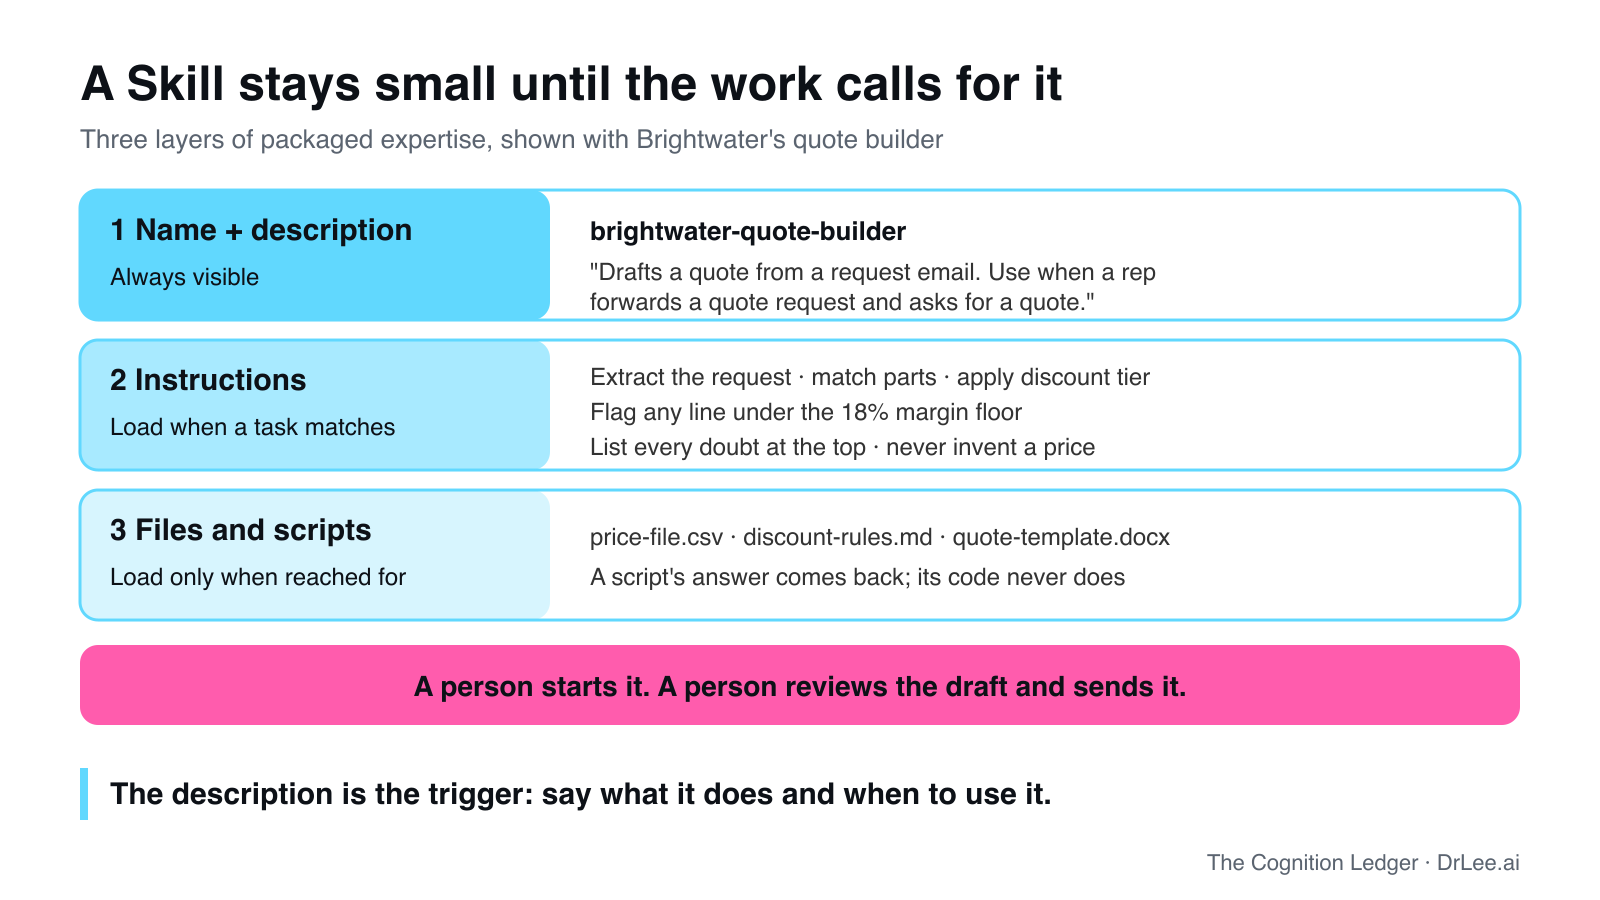 A Skill stays small until the work calls for it
Three layers of packaged expertise, shown with Brightwater's quote builder
1 Name + description
Always visible
brightwater-quote-builder
"Drafts a quote from a request email. Use when a rep
forwards a quote request and asks for a quote."
2 Instructions
Load when a task matches
Extract the request · match parts · apply discount tier
Flag any line under the 18% margin floor
List every doubt at the top · never invent a price
3 Files and scripts
Load only when reached for
price-file.csv · discount-rules.md · quote-template.docx
A script's answer comes back; its code never does
A person starts it. A person reviews the draft and sends it.
The description is the trigger: say what it does and when to use it.
The Cognition Ledger · DrLee.ai